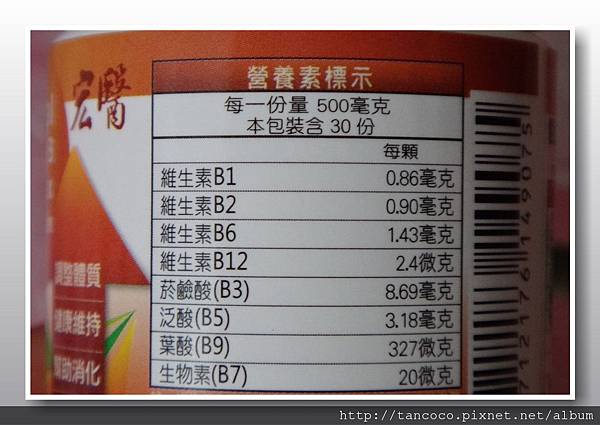 宏醫
營養素標示
每一份量 500毫克
本包裝含 30 份
每顆
維生素B1 0.86毫克
維生素B2 0.90毫克
維生素B6 1.43毫克
維生素B12 2.4微克
菸鹼酸(B3) 8.69毫克
泛酸(B5) 3.18毫克
葉酸(B9) 327微克
生物素(B7) 20微克
調整體質
健康維持
幫助消化
712176149075
http://tancoco.pixnet.net/album